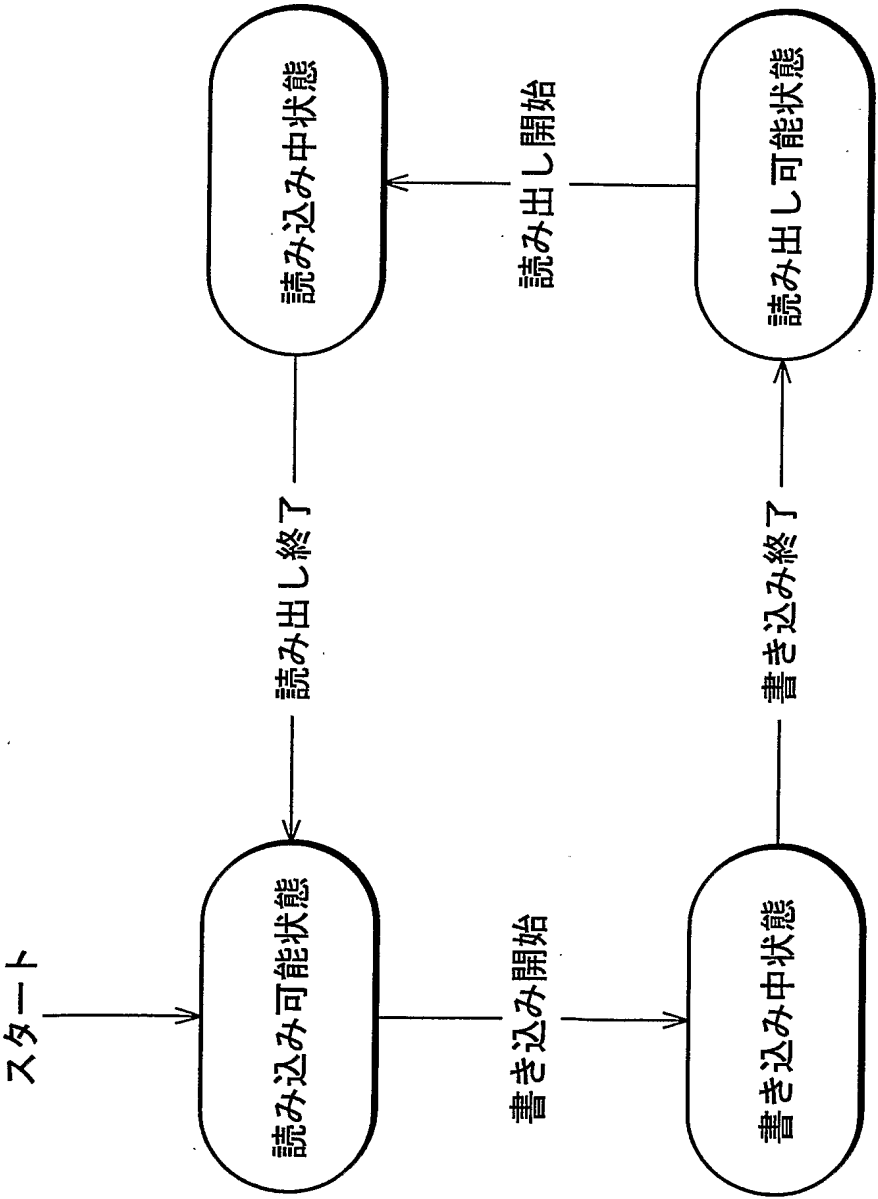 スタート
読み込み可能状態
読み出し終了
読み込み中状態
書き込み開始
読み出し開始
書き込み中状態
書き込み終了
読み出し可能状態